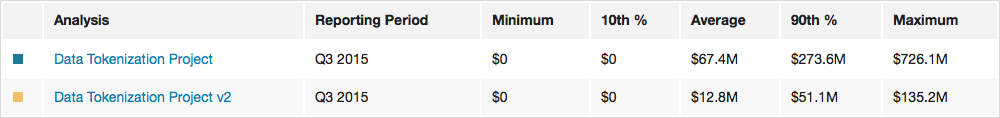 Analysis Reporting Period Minimum 10th % Average 90th % Maximum
Data Tokenization Project Q3 2015 $0 $0 $67.4M $273.6M $726.1M
Data Tokenization Project v2 Q3 2015 $0 $0 $12.8M $51.1M $135.2M